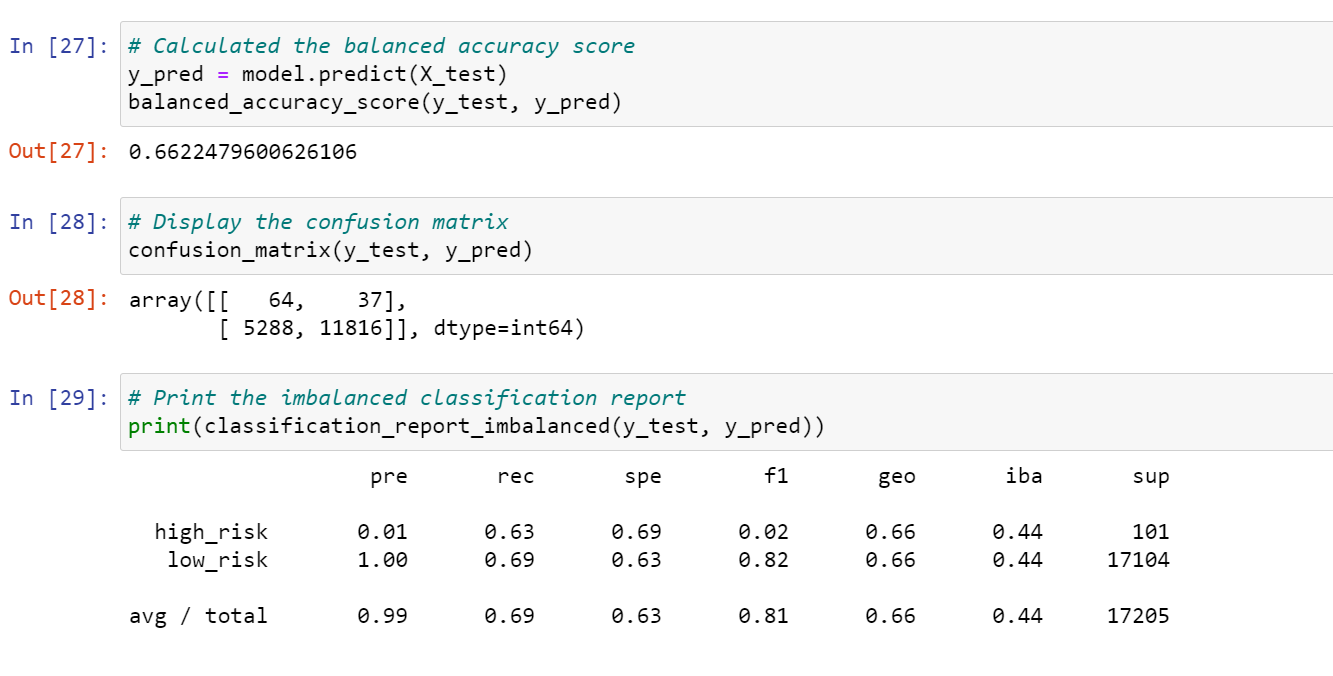 In [27]: # Calculated the balanced accuracy score
y_pred = model.predict(X_test)
balanced_accuracy_score(y_test, y_pred)
Out[27]: 0.6622479600626106
In [28]: # Display the confusion matrix
confusion_matrix(y_test, y_pred)
Out[28]: array([[   64,    37],
       [ 5288, 11816]], dtype=int64)
In [29]: # Print the imbalanced classification report
print(classification_report_imbalanced(y_test, y_pred))
                   pre       rec       spe        f1       geo       iba       sup
  high_risk       0.01      0.63      0.69      0.02      0.66      0.44       101
   low_risk       1.00      0.69      0.63      0.82      0.66      0.44     17104
avg / total       0.99      0.69      0.63      0.81      0.66      0.44     17205